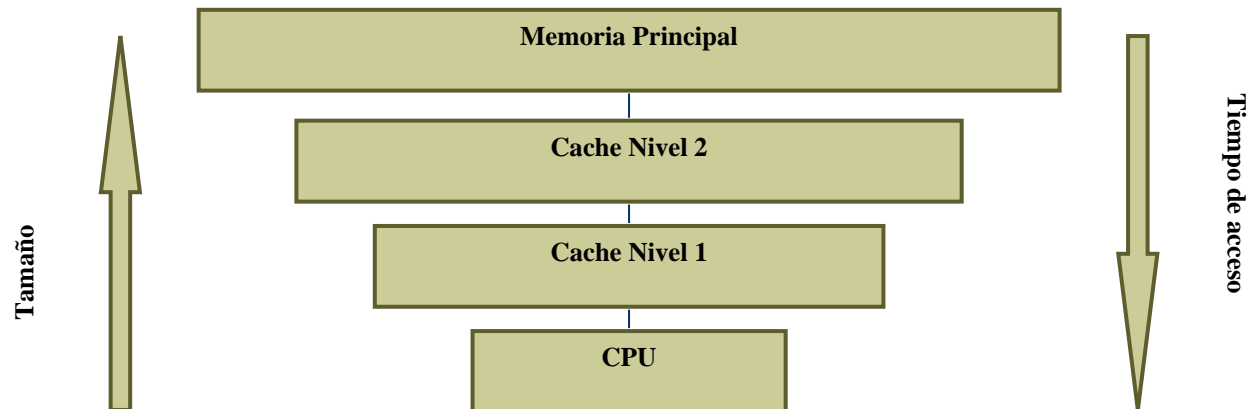 Memoria Principal
Cache Nivel 2
Cache Nivel 1
CPU
Tamaño
Tiempo de acceso